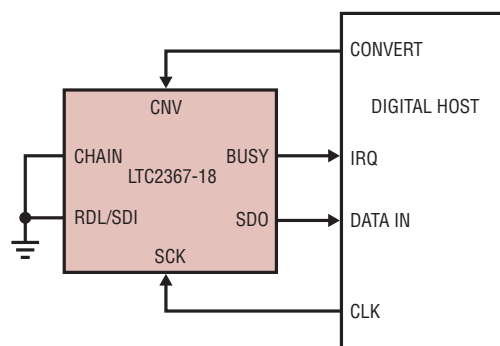 CONVERT
CNV
DIGITAL HOST
CHAIN
BUSY
IRQ
LTC2367-18
RDL/SDI
SDO
DATA IN
SCK
CLK